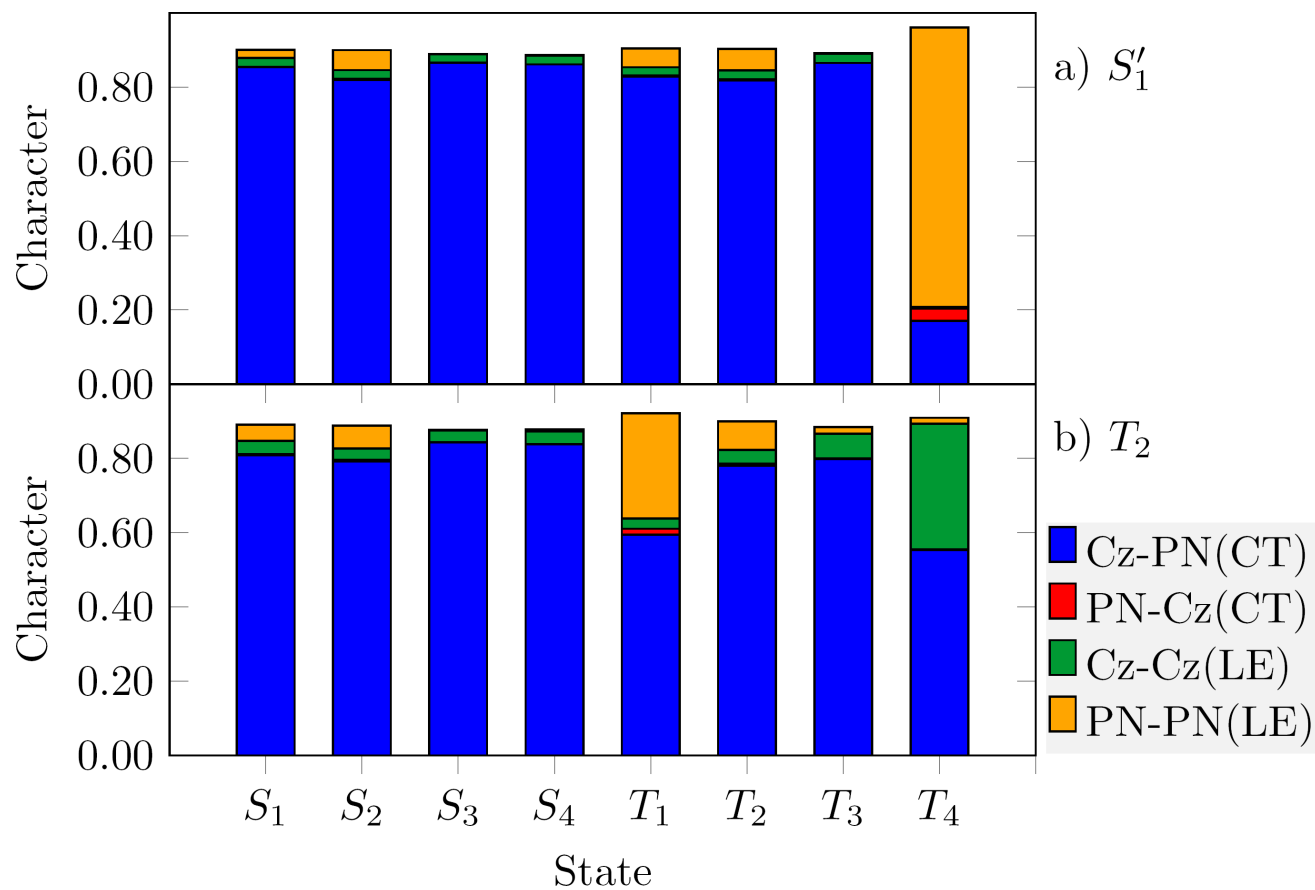 a) S′₁
Character
0.80
0.60
0.40
0.20
0.00
b) T₂
Character
0.80
0.60
0.40
0.20
0.00
Cz-PN(CT)
PN-Cz(CT)
Cz-Cz(LE)
PN-PN(LE)
S₁ S₂ S₃ S₄ T₁ T₂ T₃ T₄
State